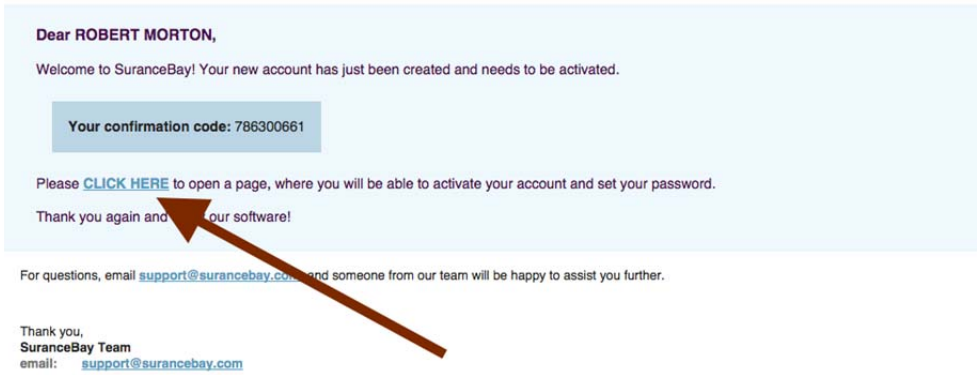 Dear ROBERT MORTON,
Welcome to SuranceBay! Your new account has just been created and needs to be activated.
Your confirmation code: 786300661
Please CLICK HERE to open a page, where you will be able to activate your account and set your password.
Thank you again and our software!
For questions, email support@surancebay.com and someone from our team will be happy to assist you further.
Thank you,
SuranceBay Team
email: support@surancebay.com